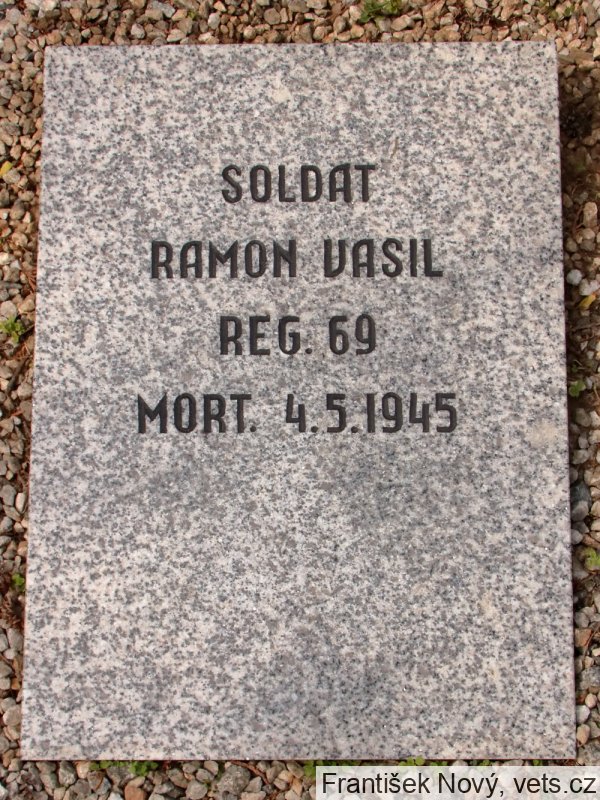 SOLDAT
RAMON VASIL
REG. 69
MORT. 4.5.1945
František Nový, vets.cz